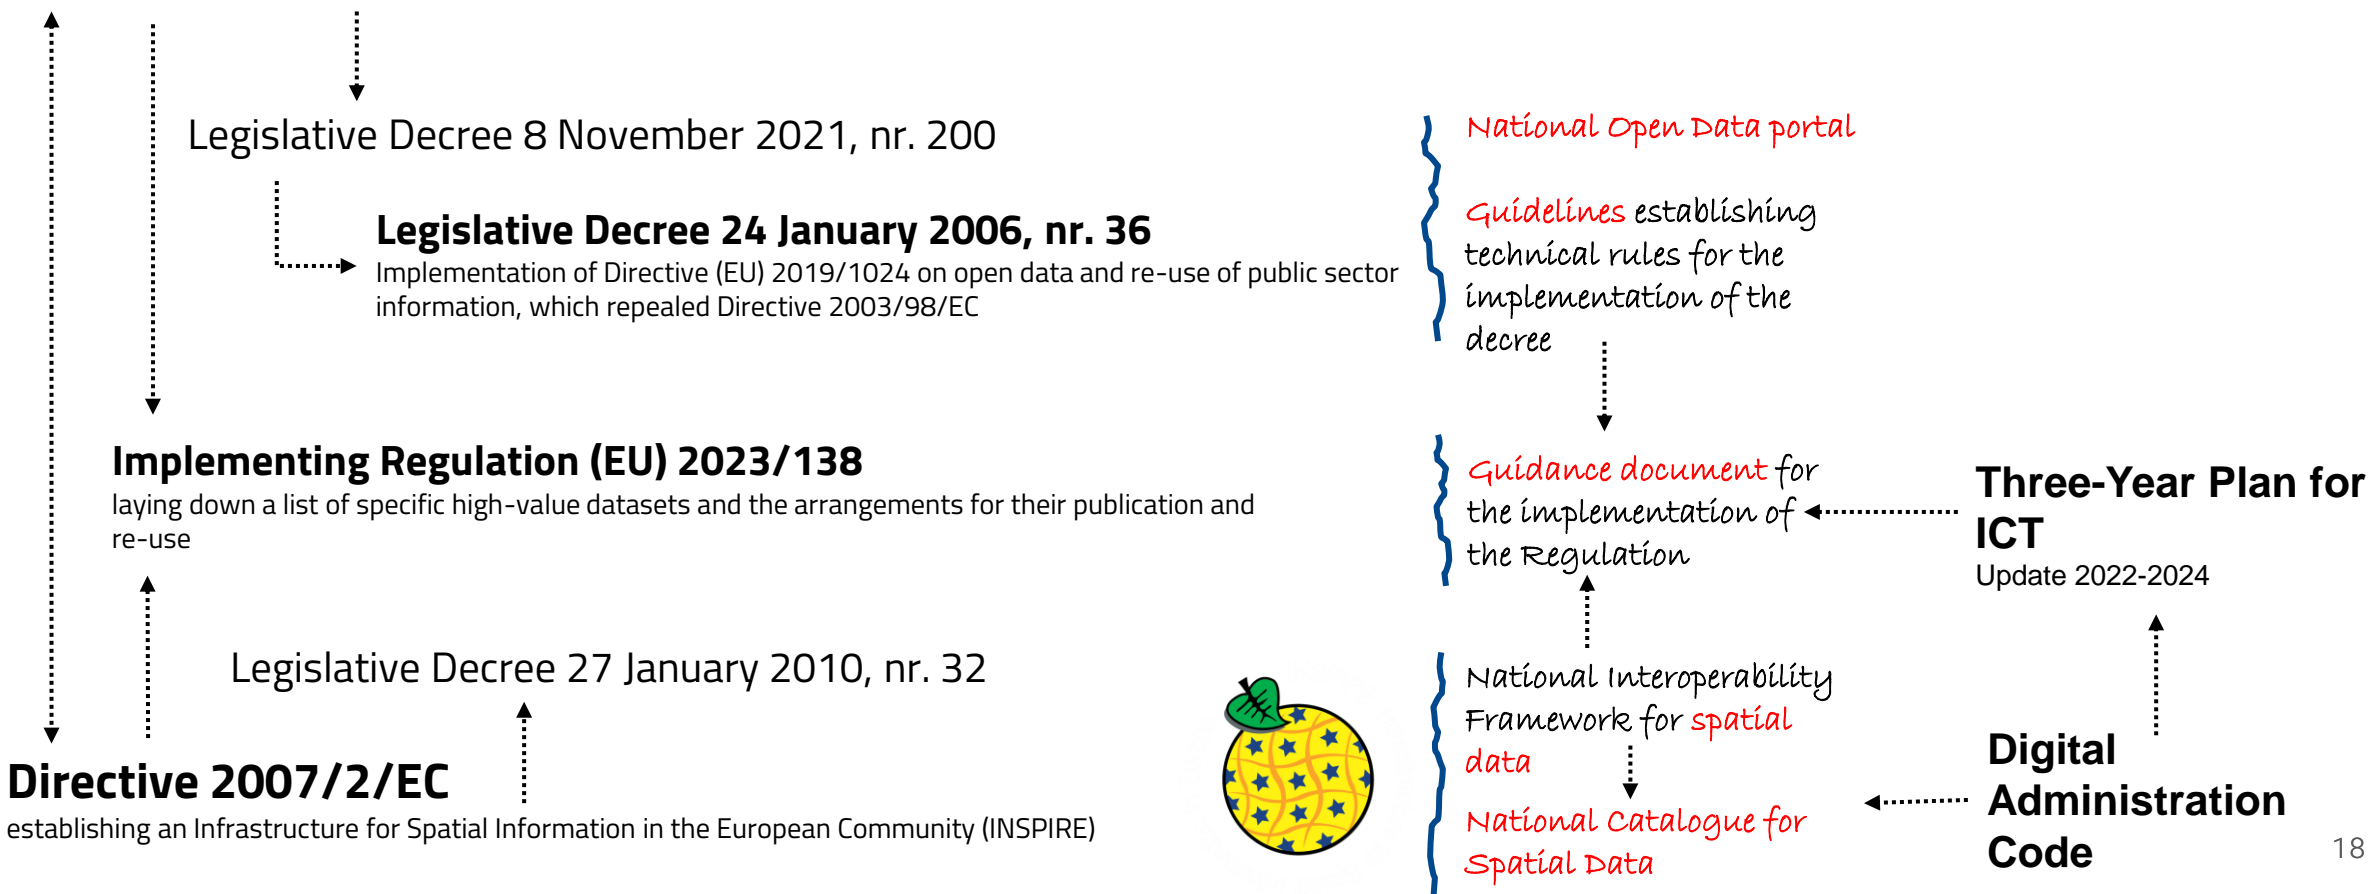 Legislative Decree 8 November 2021, nr. 200
Legislative Decree 24 January 2006, nr. 36
Implementation of Directive (EU) 2019/1024 on open data and re-use of public sector
information, which repealed Directive 2003/98/EC
Implementing Regulation (EU) 2023/138
laying down a list of specific high-value datasets and the arrangements for their publication and
re-use
Legislative Decree 27 January 2010, nr. 32
Directive 2007/2/EC
establishing an Infrastructure for Spatial Information in the European Community (INSPIRE)
National Open Data portal
Guidelines establishing
technical rules for the
implementation of the
decree
Guidance document for
the implementation of
the Regulation
National Interoperability
Framework for spatial
data
National Catalogue for
Spatial Data
Three-Year Plan for
ICT
Update 2022-2024
Digital
Administration
Code
18